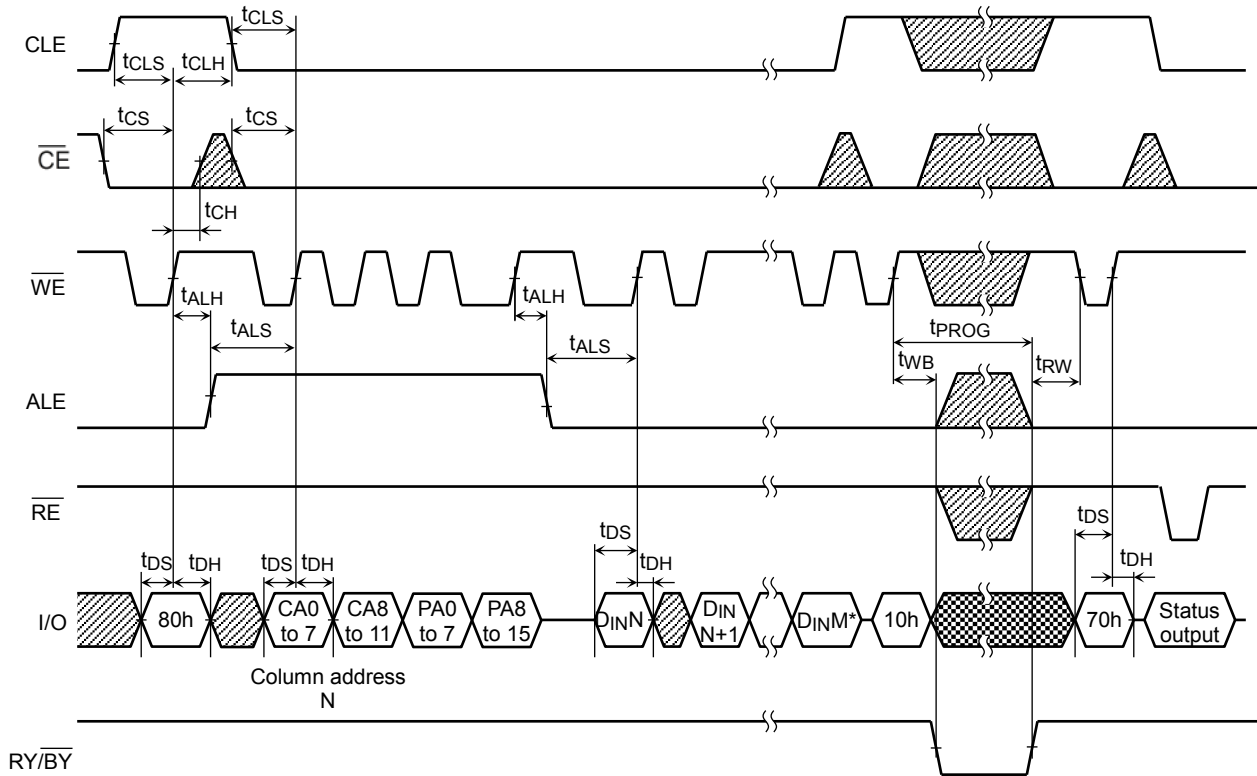 tCLS
CLE
tCLS tCLH
tCS tCS
CE
tCH
WE
tALH tALH
tALS tPROG
tALS
tWB tRW
ALE
RE
tDS tDS
tDS tDH tDS tDH tDH tDH
I/O 80h CA0 to 7 CA8 to 11 PA0 to 7 PA8 to 15 DINN DIN N+1 DINM* 10h 70h Status output
Column address
N
RY/BY